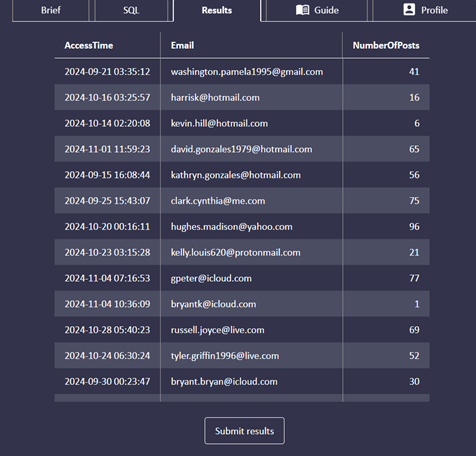 Brief SQL Results Guide Profile
AccessTime Email NumberOfPosts
2024-09-21 03:35:12 washington.pamela1995@gmail.com 41
2024-10-16 03:25:57 harrisk@hotmail.com 16
2024-10-14 02:20:08 kevin.hill@hotmail.com 6
2024-11-01 11:59:23 david.gonzales1979@hotmail.com 65
2024-09-15 16:08:44 kathryn.gonzales@hotmail.com 56
2024-09-25 15:43:07 clark.cynthia@me.com 75
2024-10-20 00:16:11 hughes.madison@yahoo.com 96
2024-10-23 03:15:28 kelly.louis620@protonmail.com 21
2024-11-04 07:16:53 gpeter@icloud.com 77
2024-11-04 10:36:09 bryantk@icloud.com 1
2024-10-28 05:40:23 russell.joyce@live.com 69
2024-10-24 06:30:24 tyler.griffin1996@live.com 52
2024-09-30 00:23:47 bryant.bryan@icloud.com 30
Submit results